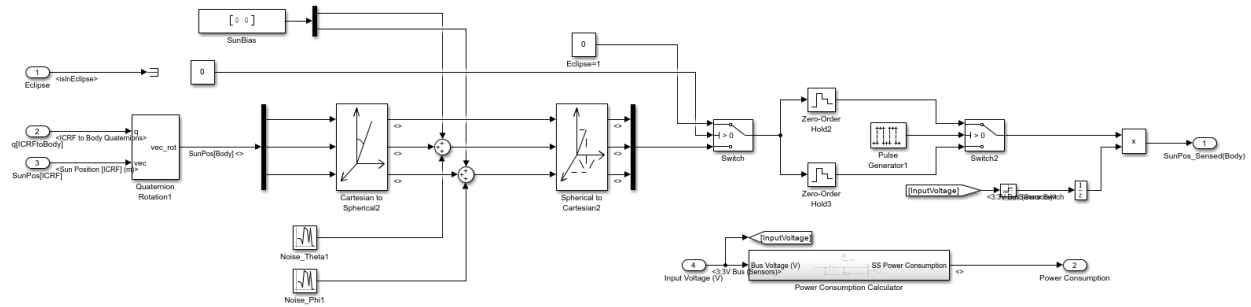 [0 0]
SunBias
0
Eclipse=1
1
Eclipse
<isInEclipse>
0
2
q[ICRFtoBody]
<ICRF to Body Quaternions>
3
SunPos[ICRF]
<Sun Position [ICRF] (m)>
q
vec
vec_rot
Quaternion
Rotation1
SunPos[Body] <>
Cartesian to
Spherical2
<>
<>
<>
+
+
+
+
Noise_Theta1
Noise_Phi1
Spherical to
Cartesian2
<>
<>
<>
> 0
Switch
Zero-Order
Hold2
Zero-Order
Hold3
Pulse
Generator1
> 0
Switch2
[InputVoltage]
1
z
x
1
SunPos_Sensed(Body)
4
Input Voltage (V)
<3.3V Bus (Sensors)>
[InputVoltage]
Bus Voltage (V)
SS Power Consumption
Power Consumption Calculator
<>
2
Power Consumption